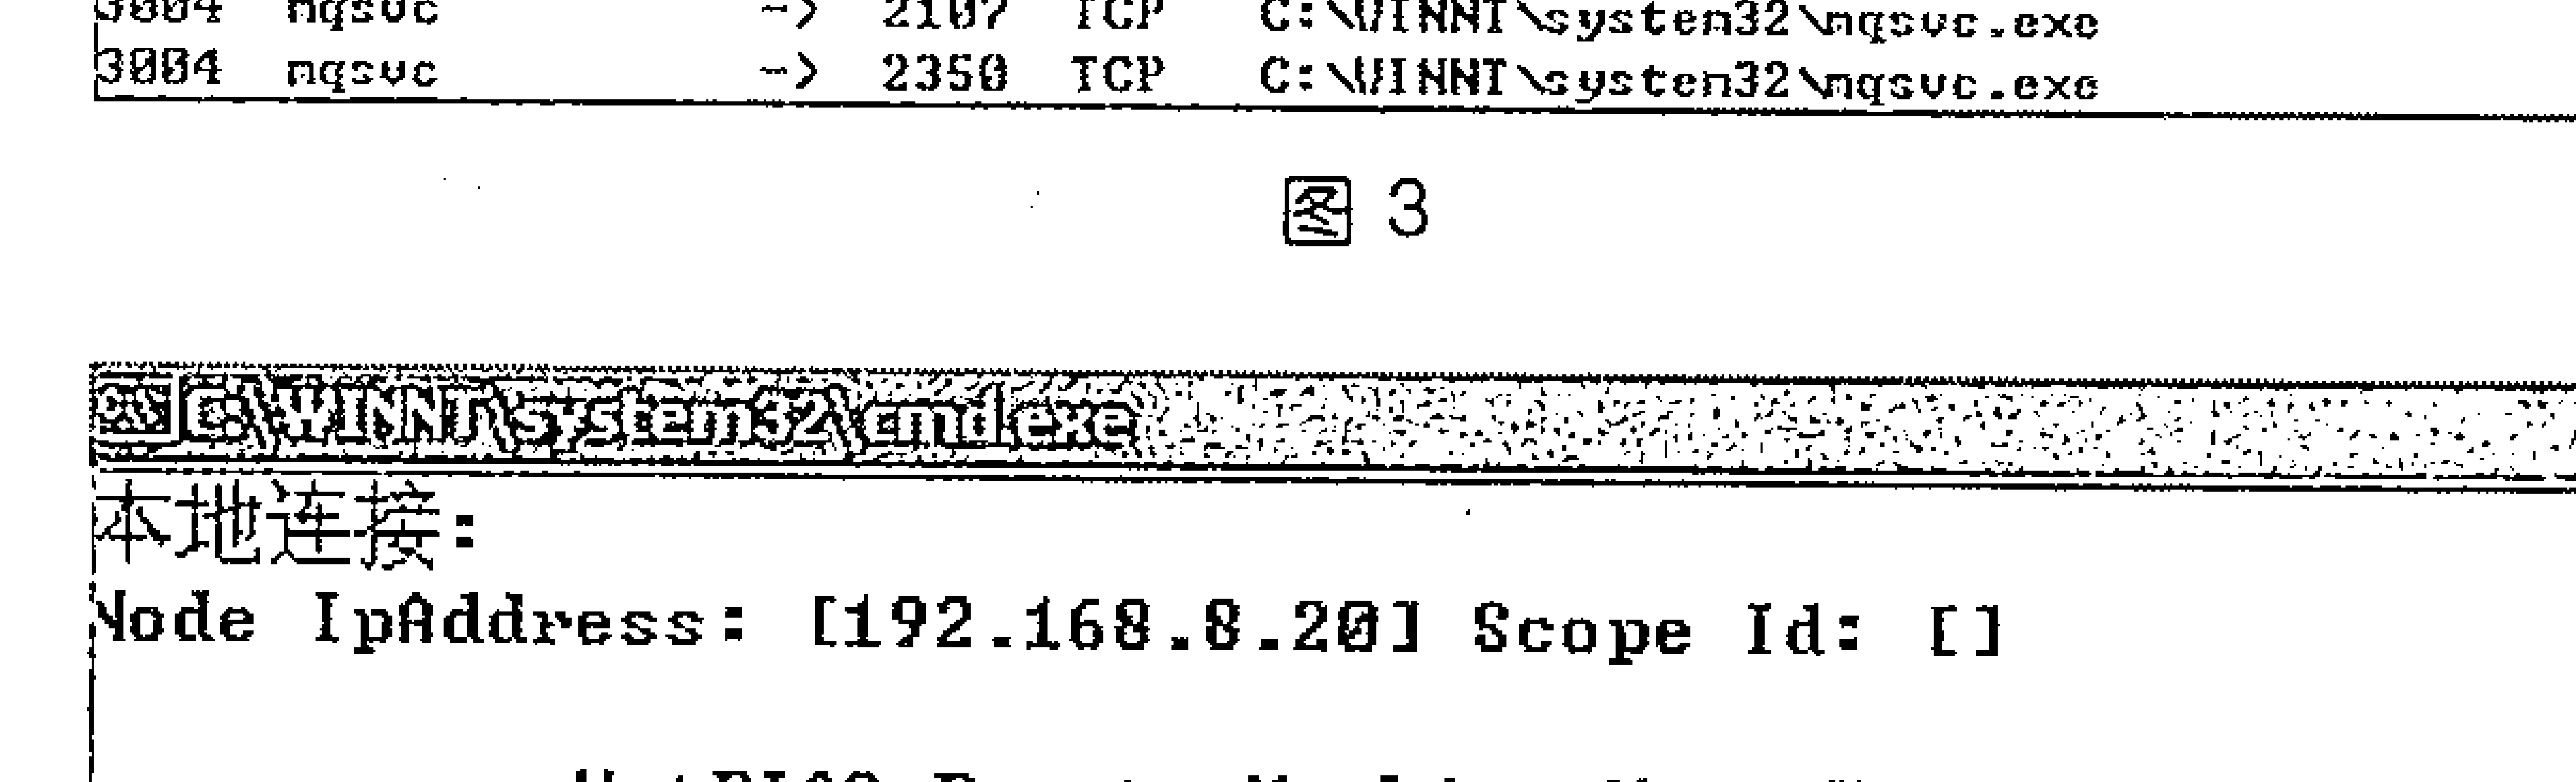 3004 mqsvc -> 2107 TCP C:\WINNT\system32\mqsvc.exe
3004 mqsvc -> 2350 TCP C:\WINNT\system32\mqsvc.exe
图 3
C:\WINNT\system32\cmd.exe
本地连接:
Node IpAddress: [192.168.8.20] Scope Id: []